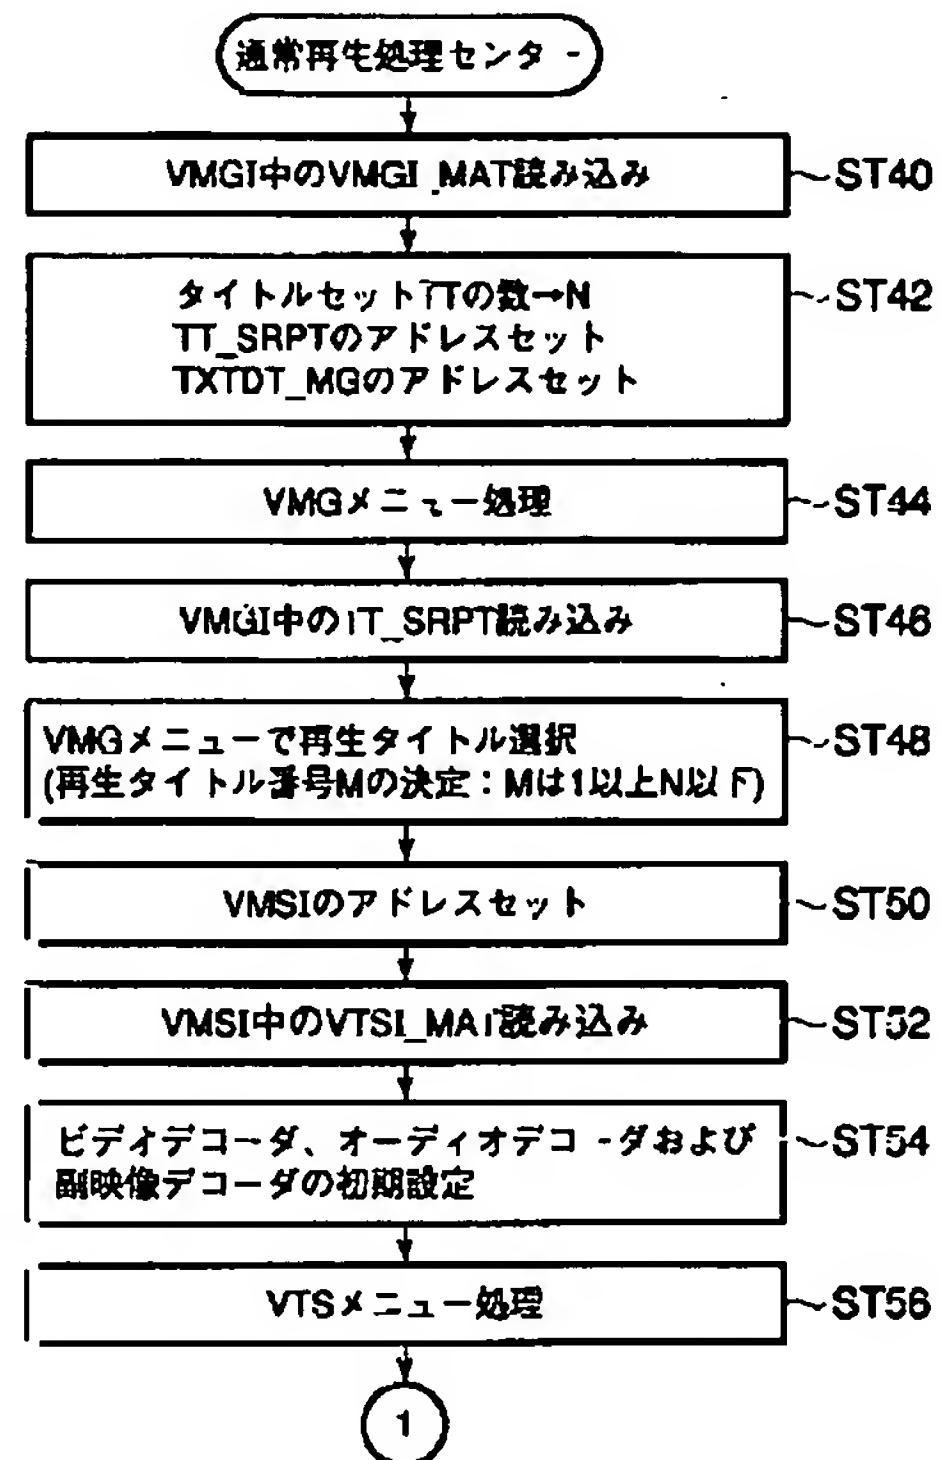 通常再生処理センター
VMGI中のVMGI_MAT読み込み
ST40
タイトルセットTTの数→N
TT_SRPTのアドレスセット
TXTDT_MGのアドレスセット
ST42
VMGメニュー処理
ST44
VMGI中のTT_SRPT読み込み
ST46
VMGメニューで再生タイトル選択
(再生タイトル番号Mの決定：Mは1以上N以下)
ST48
VMSIのアドレスセット
ST50
VMSI中のVTSI_MAT読み込み
ST52
ビデオデコーダ、オーディオデコーダおよび
副映像デコーダの初期設定
ST54
VTSメニュー処理
ST56
1